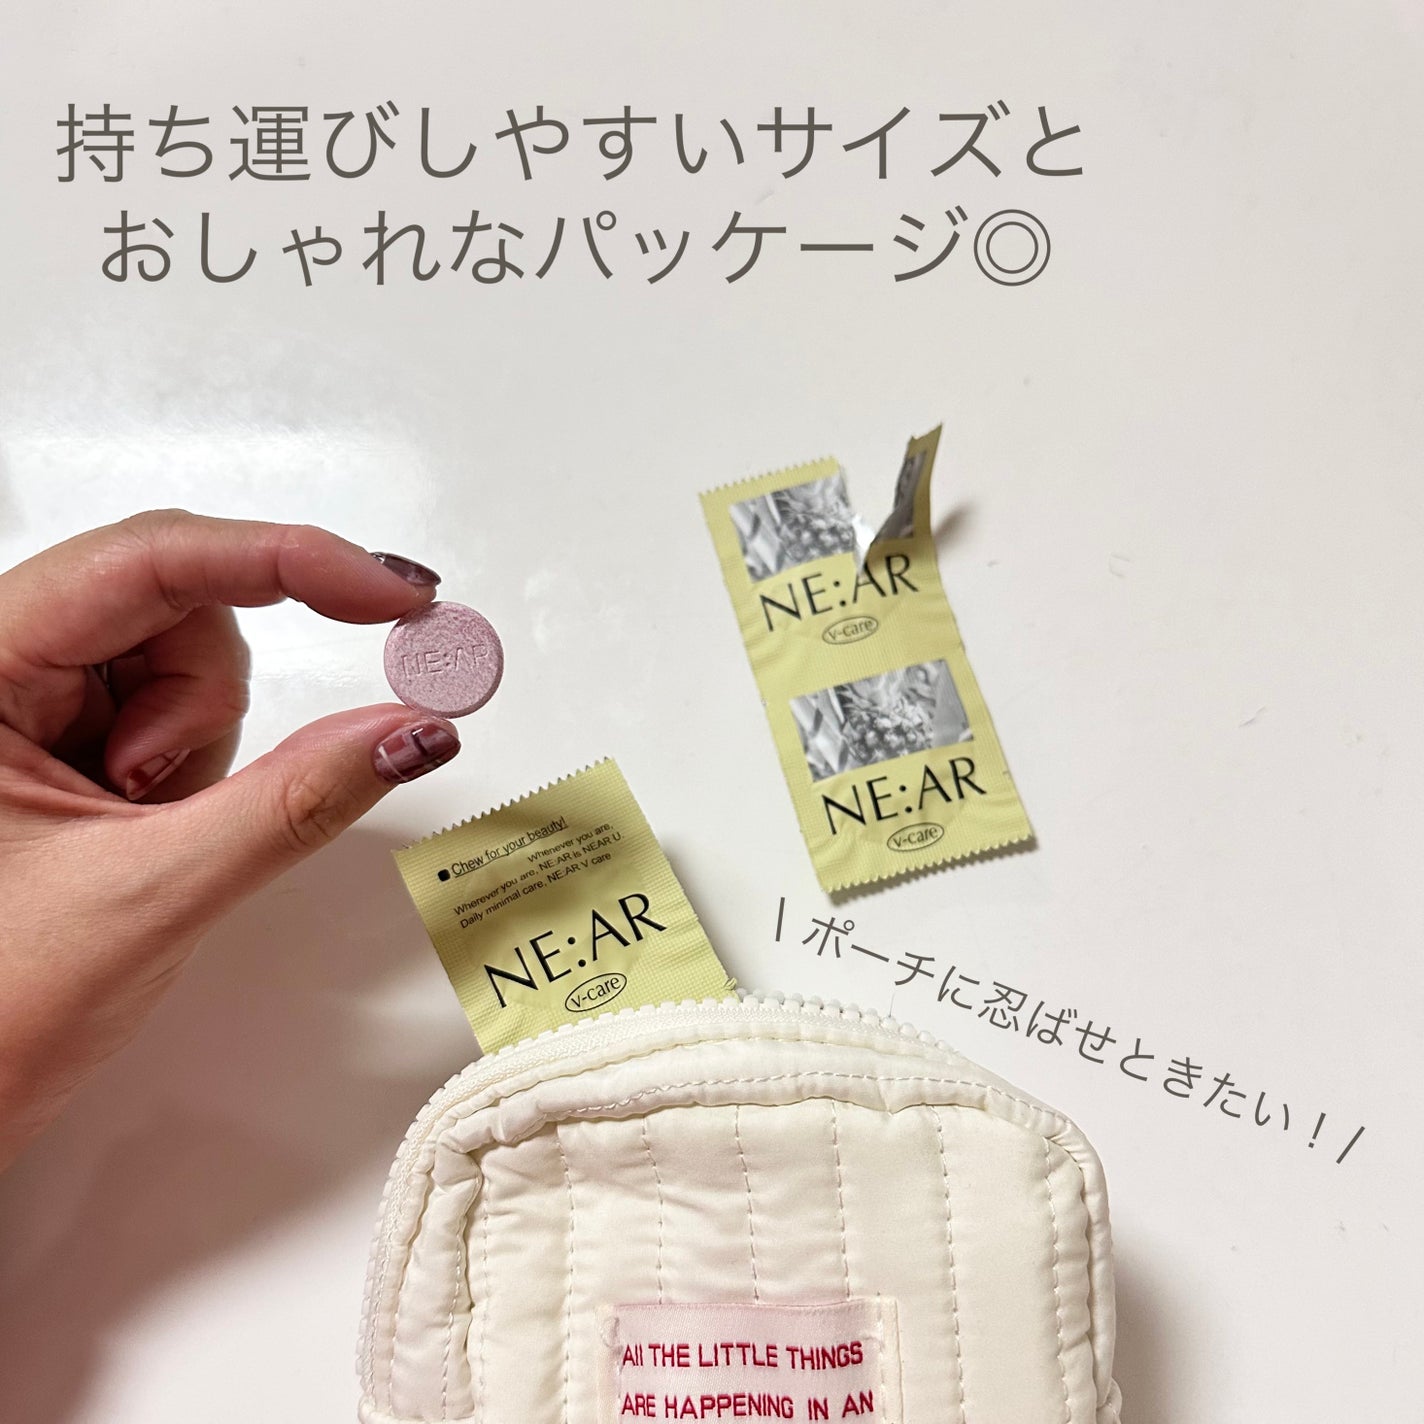 持ち運びしやすいサイズと
おしゃれなパッケージ◎
NE:AR
NE:AR
v-care
NE:AR
v-care
● Chew for your beauty!
Whenever you are,
Wherever you are, NE:AR is NEAR U
Daily minimal care, NE:AR V care
NE:AR
v-care
\ ポーチに忍ばせときたい！/
All THE LITTLE THINGS
ARE HAPPENING IN AN